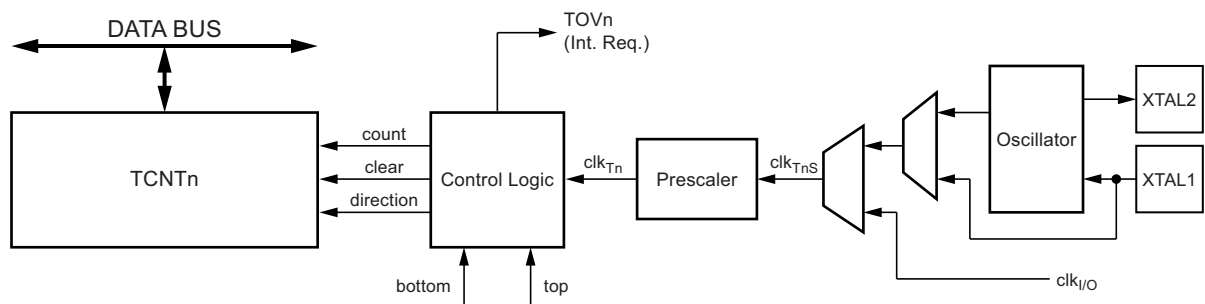 DATA BUS
TOVn
(Int. Req.)
TCNTn
count
clear
direction
Control Logic
clkTn
Prescaler
clkTnS
Oscillator
XTAL2
XTAL1
bottom
top
clkI/O